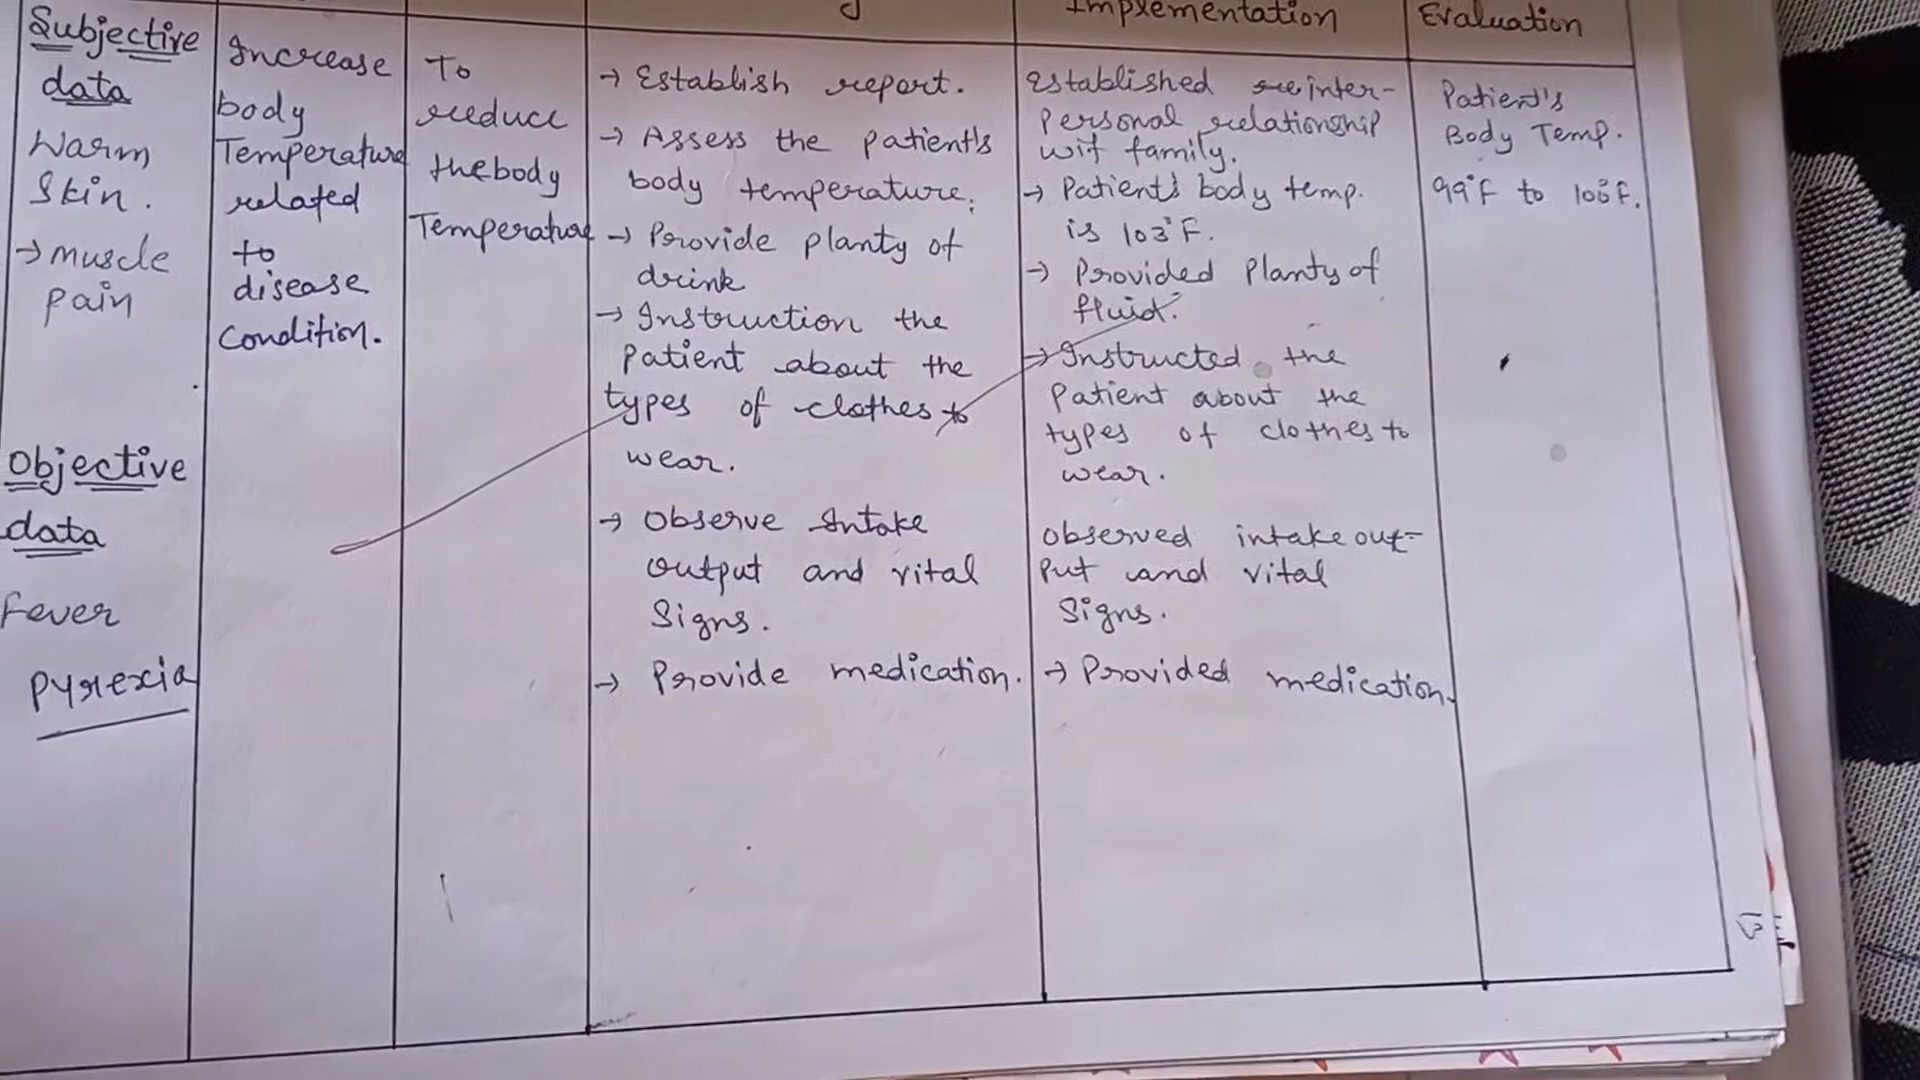 Implementation
Evaluation
Subjective
data
Warm
Skin.
→ muscle
pain
Objective
data
Fever
Pyrexia
Increase
body
Temperature
related
to
disease
Condition.
To
reduce
the body
Temperature
→ Establish report.
→ Assess the patient's
body temperature.
→ Provide planty of
drink
→ Instruction the
patient about the
types of clothes to
wear.
→ Observe Intake
output and vital
Signs.
→ Provide medication.
established inter-
personal relationship
wit family.
→ Patient's body temp.
is 103°F.
→ Provided planty of
fluid.
→ Instructed the
patient about the
types of clothes to
wear.
observed intake out-
put and vital
Signs.
→ Provided medication.
Patient's
Body Temp.
99°F to 100°F.